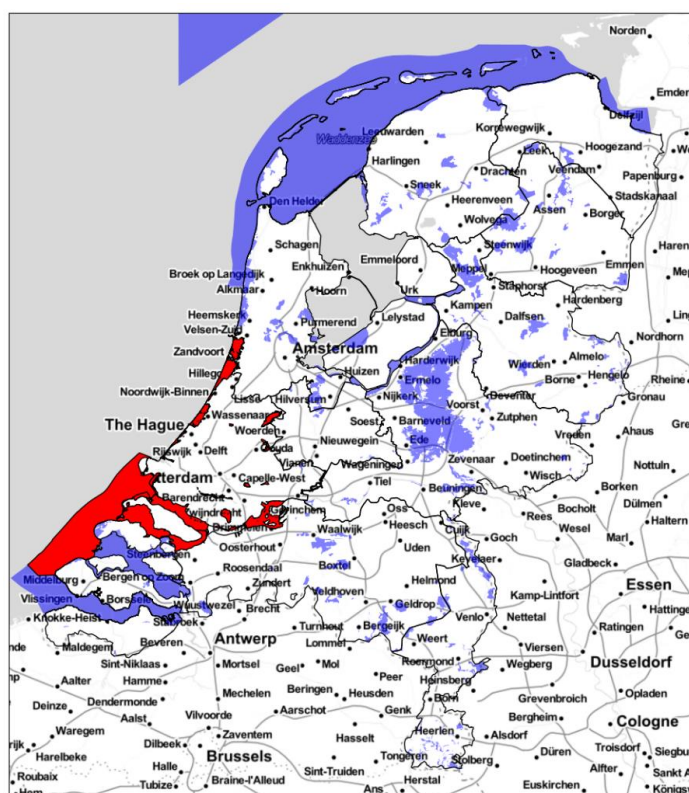 Norden
Emden
Delfzijl
Leeuwarden
Korrewegwijk
Waddenzee
Harlingen
Leek
Hoogezand
Drachten
Veendam
Papenburg
Sneek
Stadskanaal
Den Helder
Heerenveen
Assen
Borger
Wolvega
Schagen
Steenwijk
Emmeloord
Emmen
Broek op Langedijk
Enkhuizen
Meppel
Hoogeveen
Alkmaar
Hoorn
Urk
Staphorst
Hardenberg
Heemskerk
Lelystad
Kampen
Velsen-Zuid
Purmerend
Dalfsen
Elburg
Nordhorn
Zandvoort
Amsterdam
Harderwijk
Wierden
Almelo
Huizen
Ermelo
Borne
Hengelo
Rheine
Noordwijk-Binnen
Lisse
Hilversum
Nijkerk
Deventer
Gronau
Wassenaar
Soest
Voorst
Zutphen
The Hague
Woerden
Barneveld
Vreden
Ahaus
Rijswijk
Delft
Gouda
Nieuwegein
Ede
Doetinchem
Vianen
Wageningen
Zevenaar
Nottuln
Capelle-West
Tiel
Wisch
Barendrecht
Beuningen
Borken
Dülmen
Gorinchem
Oss
Kleve
Bocholt
Drimmelen
Waalwijk
Heesch
Rees
Haltern
Cuijk
Wesel
Steenbergen
Oosterhout
Uden
Goch
Marl
Boxtel
Kevelaer
Gladbeck
Middelburg
Bergen op Zoom
Roosendaal
Helmond
Essen
Vlissingen
Borssele
Zundert
Veldhoven
Kamp-Lintfort
Wuustwezel
Geldrop
Knokke-Heist
Brecht
Venlo
Nettetal
Ratingen
Stabroek
Turnhout
Bergeijk
Maldegem
Beveren
Antwerp
Lommel
Weert
Viersen
Sint-Niklaas
Mortsel
Geel
Mol
Roermond
Wegberg
Dusseldorf
Aalter
Hamme
Peer
Heinsberg
Mechelen
Beringen
Heusden
Born
Grevenbroich
Opladen
Deinze
Dendermonde
Aarschot
Genk
Bergheim
Aalst
Vilvoorde
Cologne
Waregem
Zaventem
Hasselt
Heerlen
Alsdorf
Harelbeke
Dilbeek
Düren
Troisdorf
Brussels
Tongeren
Stolberg
Roubaix
Halle
Sint-Truiden
Alfter
Tubize
Braine-l'Alleud
Ans
Herstal
Euskirchen